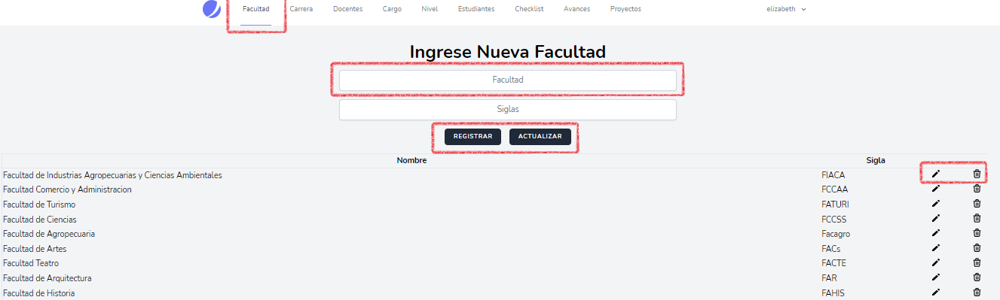 Facultad Carrera Docentes Cargo Nivel Estudiantes Checklist Avances Proyectos elizabeth
Ingrese Nueva Facultad
Facultad
Siglas
REGISTRAR ACTUALIZAR
Nombre Sigla
Facultad de Industrias Agropecuarias y Ciencias Ambientales FIACA
Facultad Comercio y Administracion FCCAA
Facultad de Turismo FATURI
Facultad de Ciencias FCCSS
Facultad de Agropecuaria Facagro
Facultad de Artes FACs
Facultad Teatro FACTE
Facultad de Arquitectura FAR
Facultad de Historia FAHIS